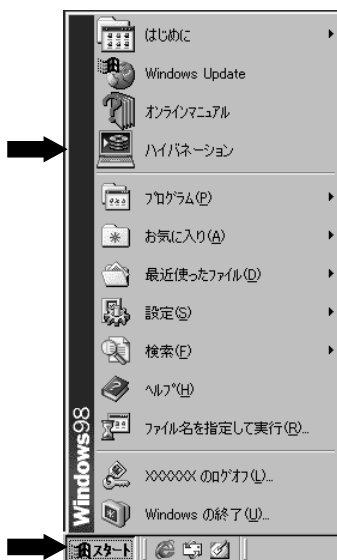 はじめに
Windows Update
オンラインマニュアル
ハイバネーション
プログラム(P)
お気に入り(A)
最近使ったファイル(D)
設定(S)
検索(F)
ヘルプ(H)
ファイル名を指定して実行(R)...
XXXXXX のログオフ(L)...
Windows の終了(U)...
Windows98
スタート